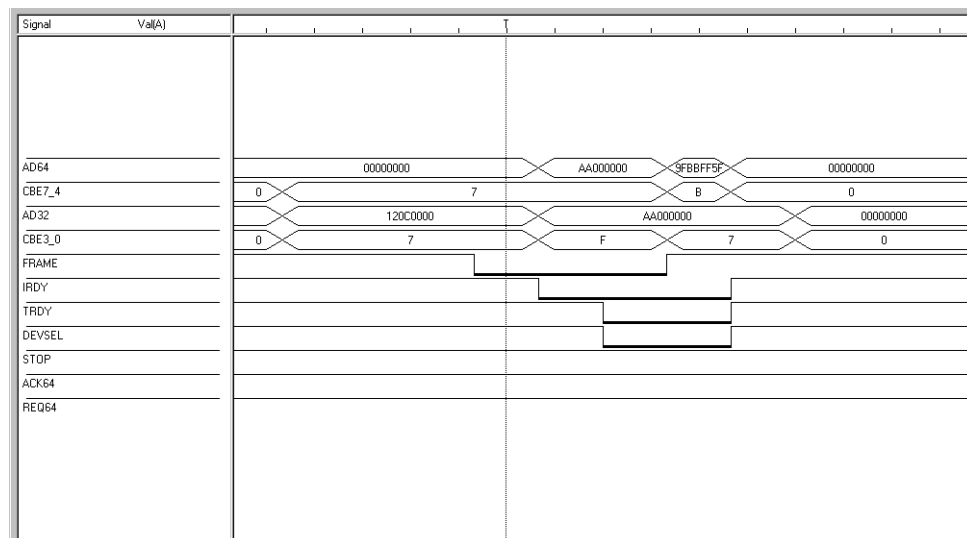 Signal Val(A)
T
AD64 00000000 AA000000 9FBBFF5F 00000000
CBE7_4 0 7 B 0
AD32 120C0000 AA000000 00000000
CBE3_0 0 7 F 7 0
FRAME
IRDY
TRDY
DEVSEL
STOP
ACK64
REQ64